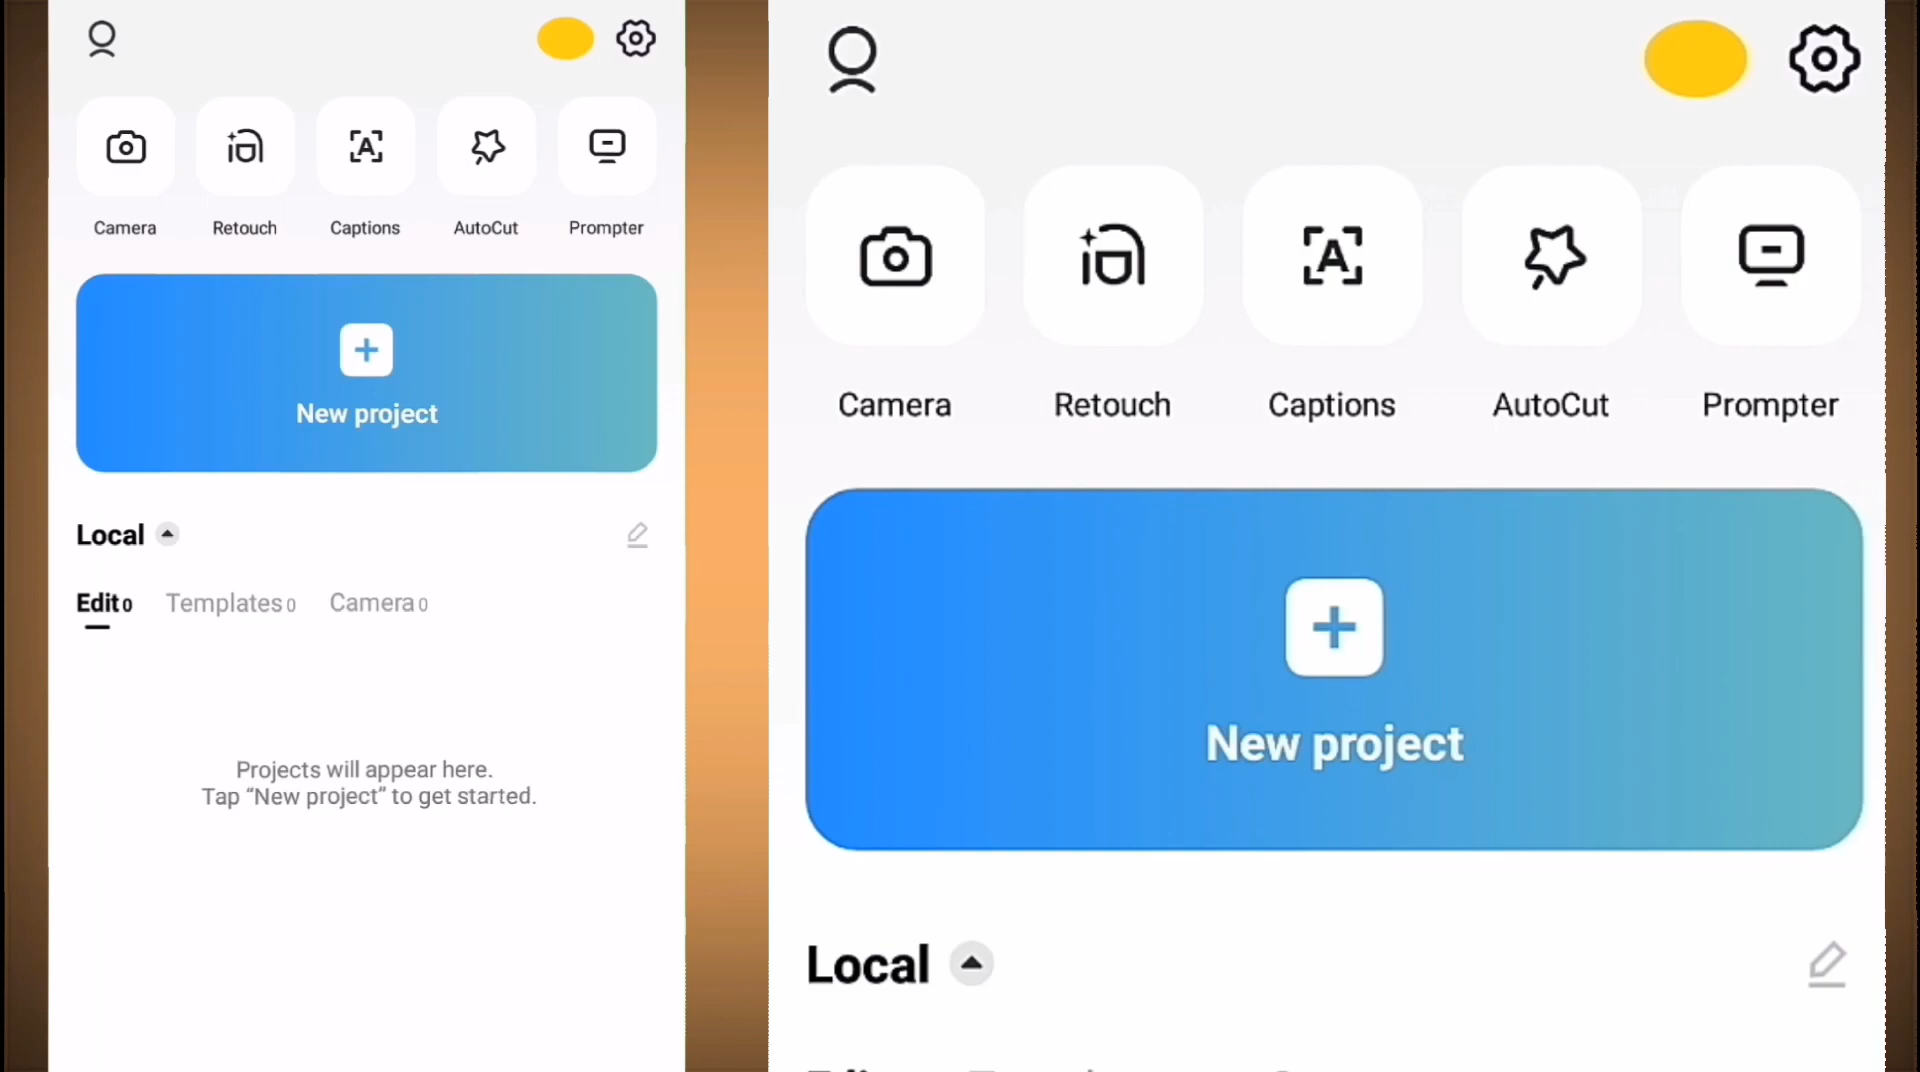 Camera Retouch Captions AutoCut Prompter
New project
Local
Edit 0 Templates 0 Camera 0
Projects will appear here.
Tap “New project” to get started.
Camera Retouch Captions AutoCut Prompter
New project
Local